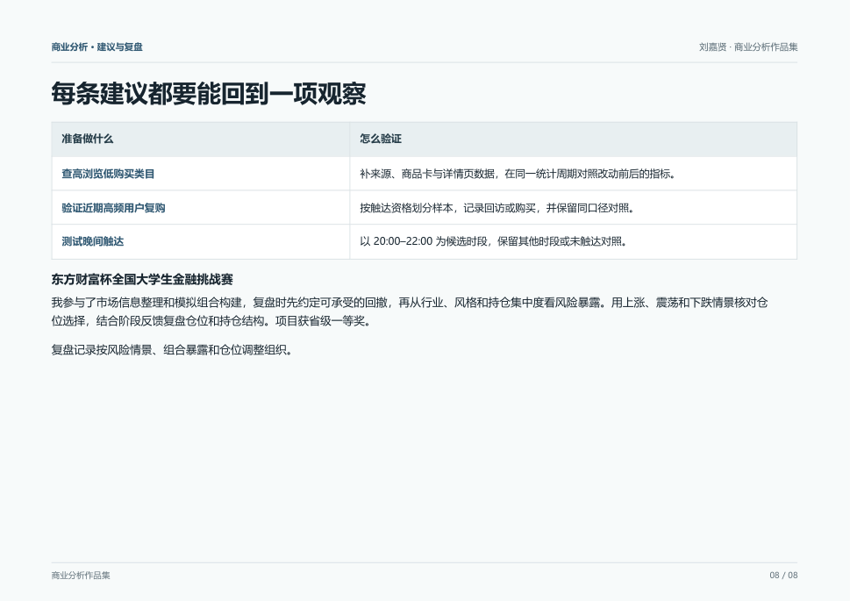 商业分析·建议与复盘
刘嘉贤 · 商业分析作品集
每条建议都要能回到一项观察
准备做什么
怎么验证
查高浏览低购买类目
补来源、商品卡与详情页数据，在同一统计周期对照改动前后的指标。
验证近期高频用户复购
按触达资格划分样本，记录回访或购买，并保留同口径对照。
测试晚间触达
以 20:00–22:00 为候选时段，保留其他时段或未触达对照。
东方财富杯全国大学生金融挑战赛
我参与了市场信息整理和模拟组合构建，复盘时先约定可承受的回撤，再从行业、风格和持仓集中度看风险暴露。用上涨、震荡和下跌情景核对仓
位选择，结合阶段反馈复盘仓位和持仓结构。项目获省级一等奖。
复盘记录按风险情景、组合暴露和仓位调整组织。
商业分析作品集
08 / 08